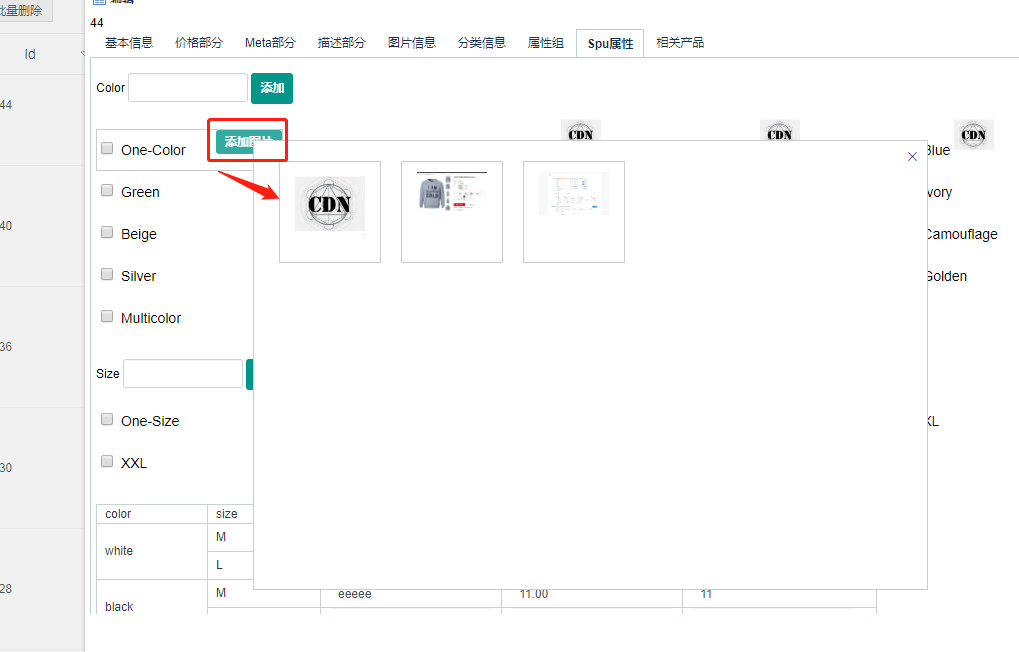 批量删除
Id
44
40
36
30
28
编辑
44
基本信息 价格部分 Meta部分 描述部分 图片信息 分类信息 属性组 Spu属性 相关产品
Color 添加
One-Color 添加图片 CDN CDN Blue CDN
Green Ivory
Beige Camouflage
Silver Golden
Multicolor
CDN
Size
One-Size XL
XXL
color size
white M
L
black M eeeee 11.00 11